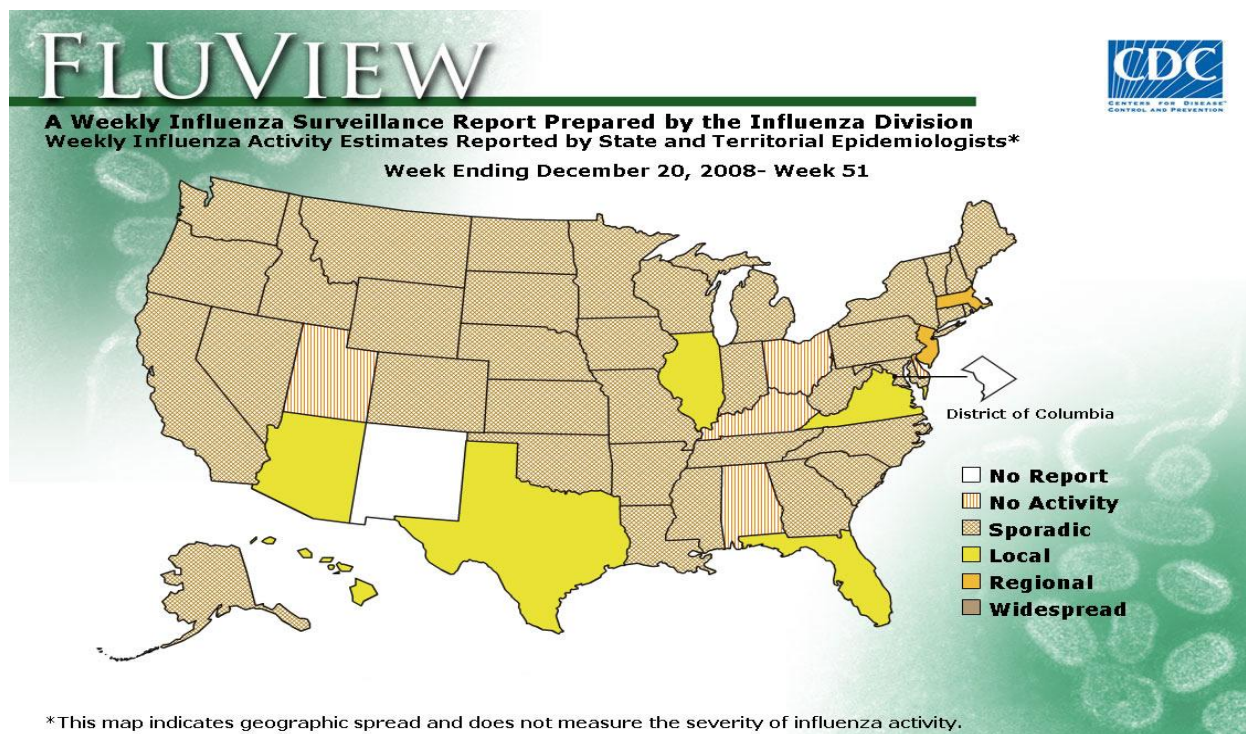 FLUVIEW
CDC
CENTERS FOR DISEASE™
CONTROL AND PREVENTION
A Weekly Influenza Surveillance Report Prepared by the Influenza Division
Weekly Influenza Activity Estimates Reported by State and Territorial Epidemiologists*
Week Ending December 20, 2008- Week 51
District of Columbia
No Report
No Activity
Sporadic
Local
Regional
Widespread
*This map indicates geographic spread and does not measure the severity of influenza activity.